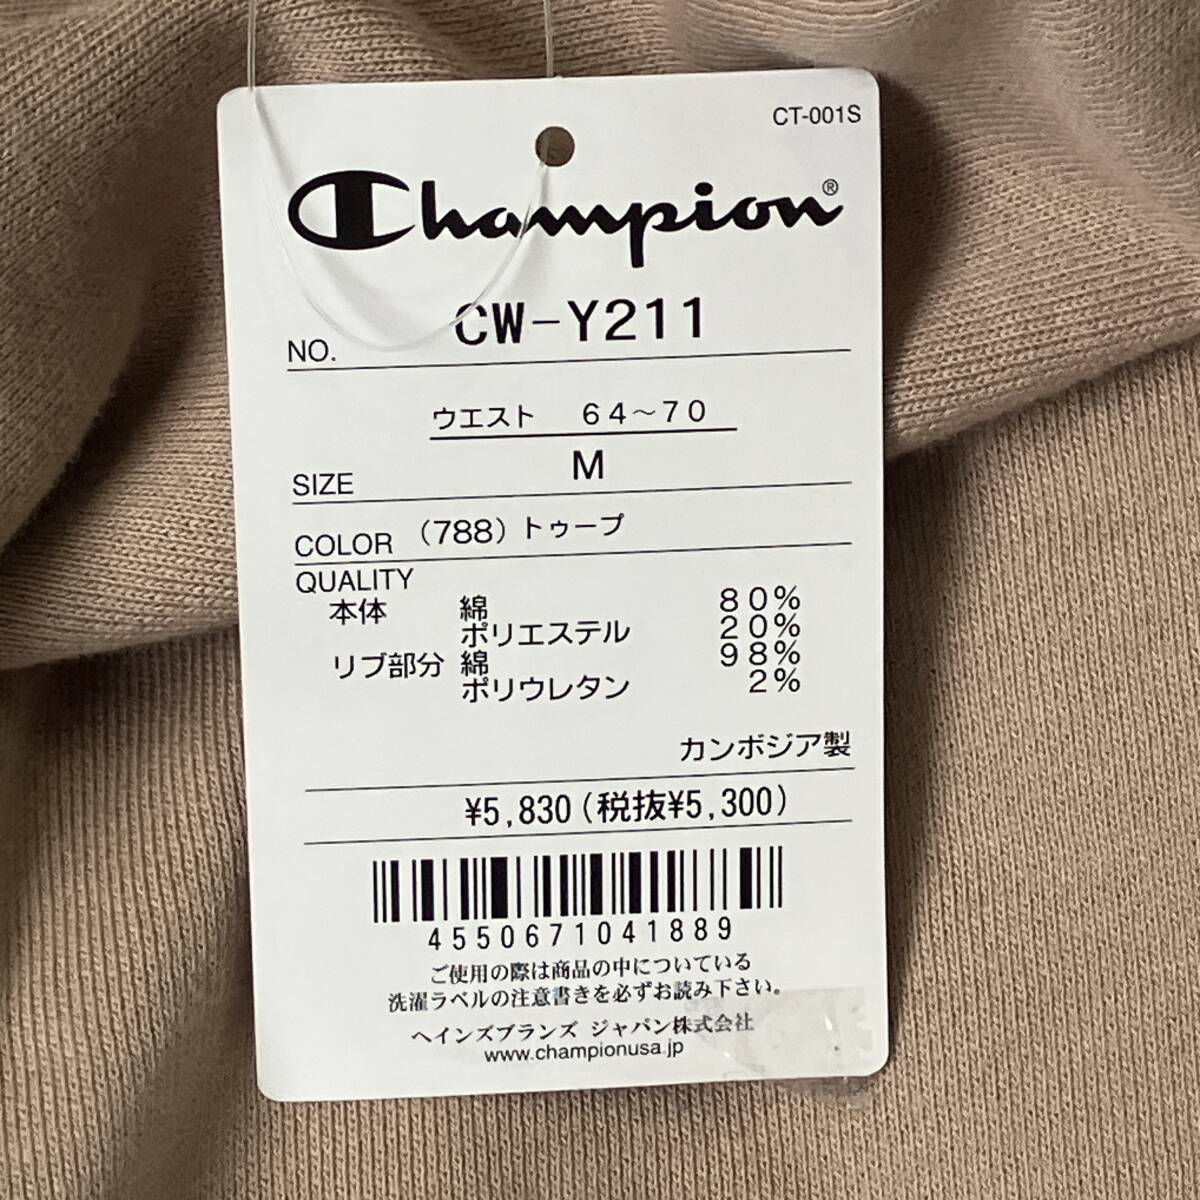 CT-001S
Champion®
NO. CW-Y211
ウエスト 64〜70
SIZE M
COLOR (788)トゥープ
QUALITY
本体 綿 80%
ポリエステル 20%
リブ部分 綿 98%
ポリウレタン 2%
カンボジア製
¥5,830(税抜¥5,300)
4550671041889
ご使用の際は商品の中についている
洗濯ラベルの注意書きを必ずお読み下さい。
ヘインズブランズ ジャパン株式会社
www.championusa.jp